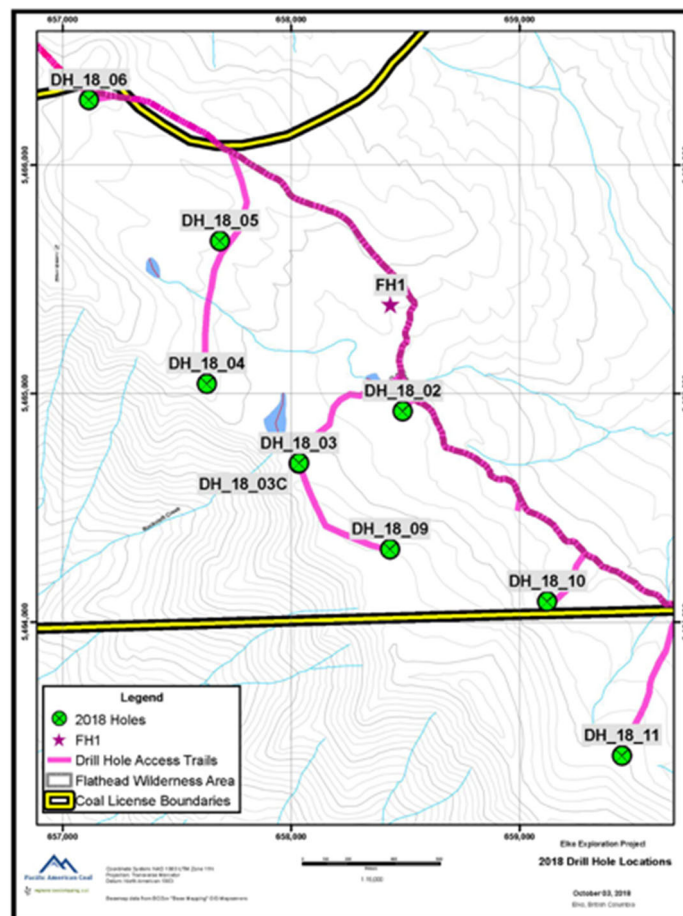 657,000
658,000
659,000
DH_18_06
5,466,000
DH_18_05
FH1
DH_18_04
5,465,000
DH_18_02
DH_18_03
DH_18_03C
DH_18_09
DH_18_10
5,464,000
DH_18_11
Legend
2018 Holes
FH1
Drill Hole Access Trails
Flathead Wilderness Area
Coal License Boundaries
657,000
658,000
659,000
Elko Exploration Project
2018 Drill Hole Locations
Pacific American Coal
October 03, 2018
Elko, British Columbia